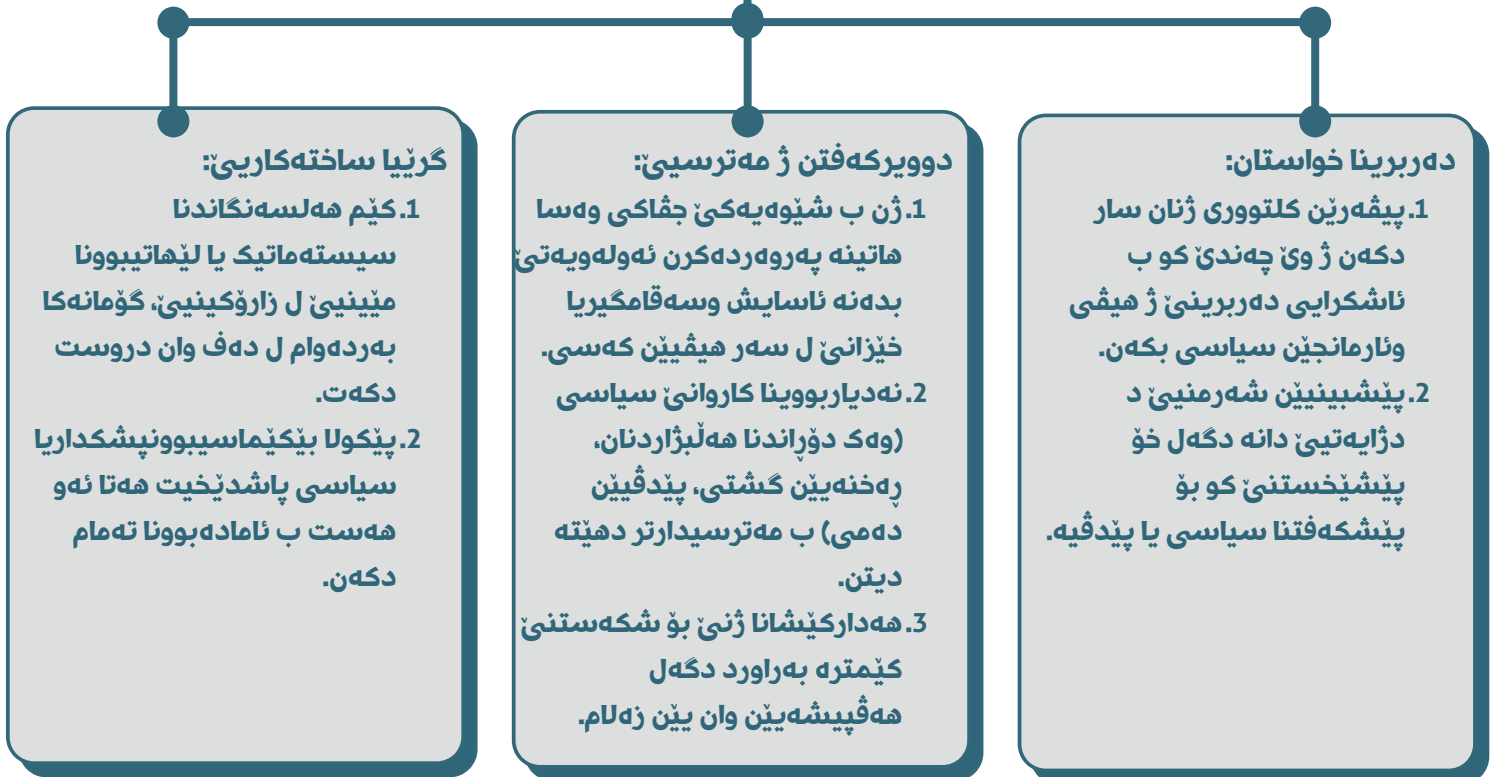 دەربرینا خواستان:
1. پیڤەرێن کلتووری ژنان سار
دکەن ژ وێ چەندێ کو ب
ئاشکرایی دەربرینێ ژ هیڤی
وئارمانجێن سیاسی بکەن.
2. پێشبینیێن شەرمنیێ د
دژایەتیێ دانە دگەل خۆ
پێشێخستنێ کو بۆ
پێشکەفتنا سیاسی یا پێدڤیە.
دوویرکەفتن ژ مەترسیێ:
1. ژن ب شێوەیەکێ جڤاکی وەسا
هاتینە پەروەردەکرن ئەولەویەتێ
بدەنە ئاسایش وسەقامگیریا
خێزانێ ل سەر هیڤیێن کەسی.
2. نەدیاربووینا کاروانێ سیاسی
(وەک دۆڕاندنا هەڵبژاردنان،
ڕەخنەیێن گشتی، پێدڤیێن
دەمی) ب مەترسیدارتر دهێتە
دیتن.
3. هەدارکێشانا ژنێ بۆ شکەستنێ
کێمترە بەراورد دگەل
هەڤپیشەیێن وان یێن زەلام.
گرێیا ساختەکاریێ:
1. کێم هەلسەنگاندنا
سیستەماتیک یا لێهاتیبوونا
مێینیێ ل زارۆکینیێ، گۆمانەکا
بەردەوام ل دەف وان دروست
دکەت.
2. پێکولا بێکێماسیبوونێپشکداریا
سیاسی پاشدێخیت هەتا ئەو
هەست ب ئامادەبوونا تەمام
دکەن.